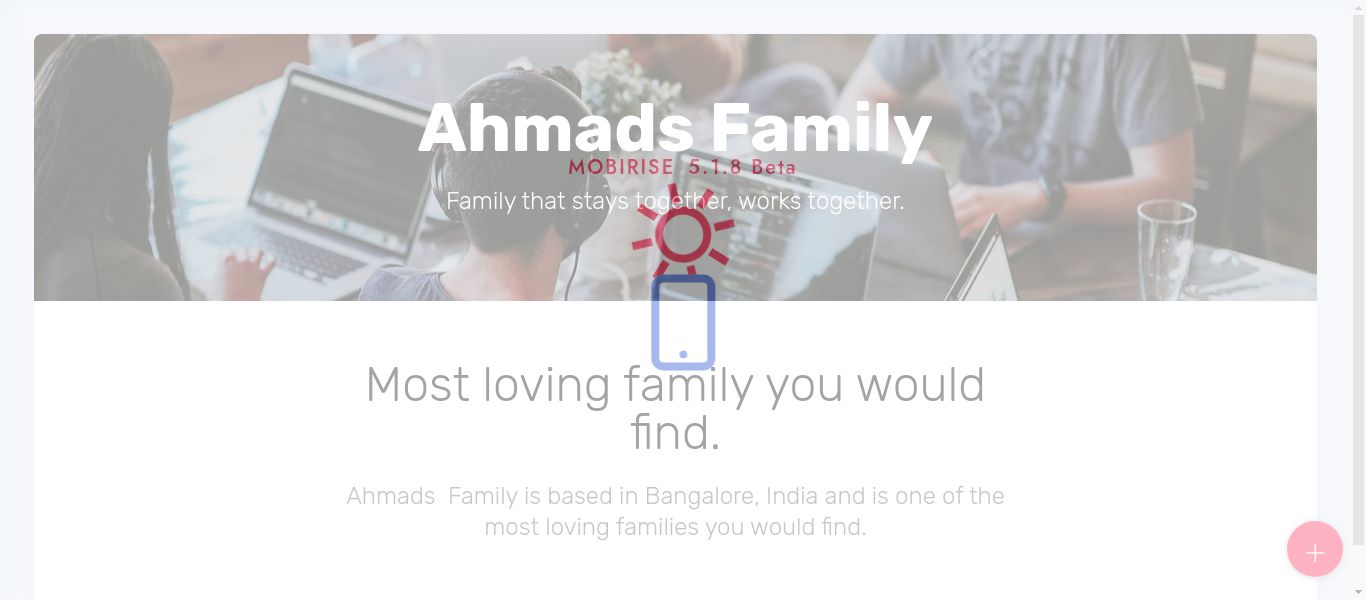 Ahmads Family
MOBIRISE 5.1.8 Beta
Family that stays together, works together.
Most loving family you would
find.
Ahmads Family is based in Bangalore, India and is one of the
most loving families you would find.